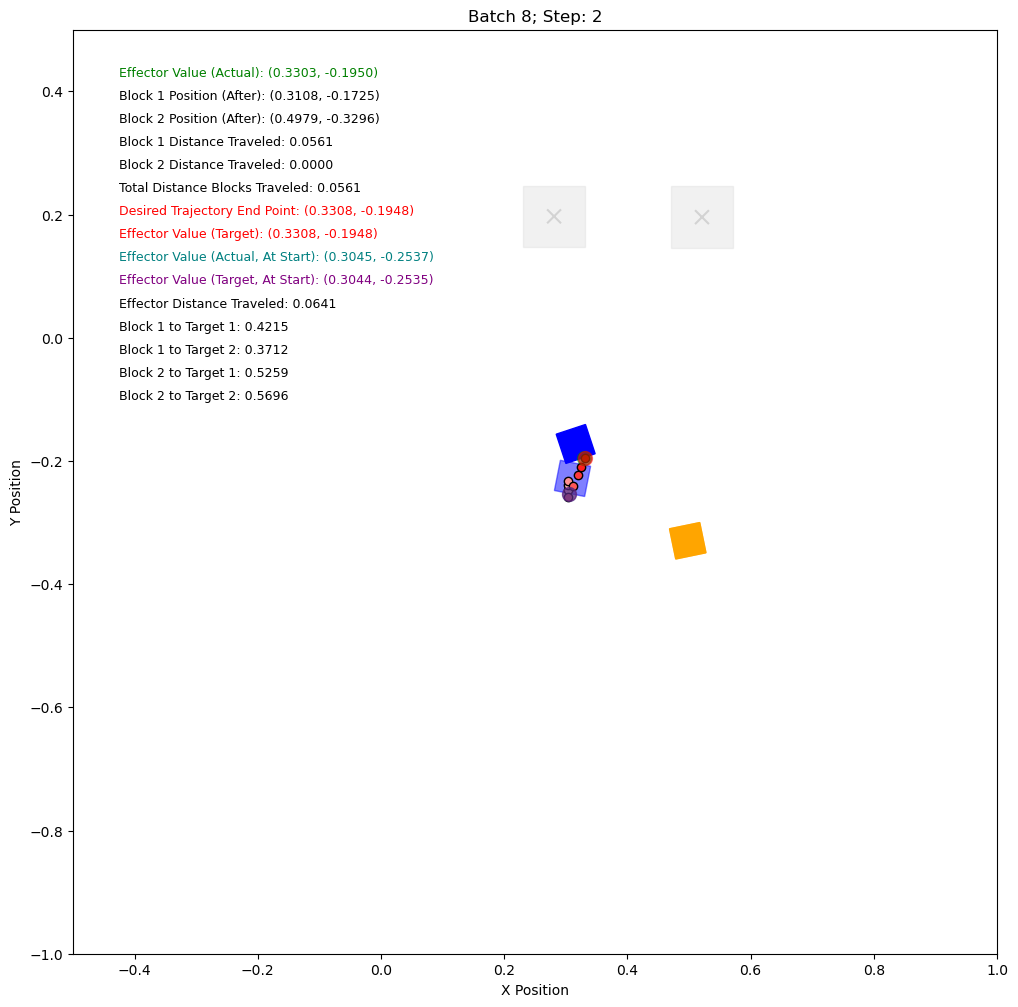 Batch 8; Step: 2
Effector Value (Actual): (0.3303, -0.1950)
Block 1 Position (After): (0.3108, -0.1725)
Block 2 Position (After): (0.4979, -0.3296)
Block 1 Distance Traveled: 0.0561
Block 2 Distance Traveled: 0.0000
Total Distance Blocks Traveled: 0.0561
Desired Trajectory End Point: (0.3308, -0.1948)
Effector Value (Target): (0.3308, -0.1948)
Effector Value (Actual, At Start): (0.3045, -0.2537)
Effector Value (Target, At Start): (0.3044, -0.2535)
Effector Distance Traveled: 0.0641
Block 1 to Target 1: 0.4215
Block 1 to Target 2: 0.3712
Block 2 to Target 1: 0.5259
Block 2 to Target 2: 0.5696
Y Position
0.4
0.2
0.0
−0.2
−0.4
−0.6
−0.8
−1.0
−0.4
−0.2
0.0
0.2
0.4
0.6
0.8
1.0
X Position